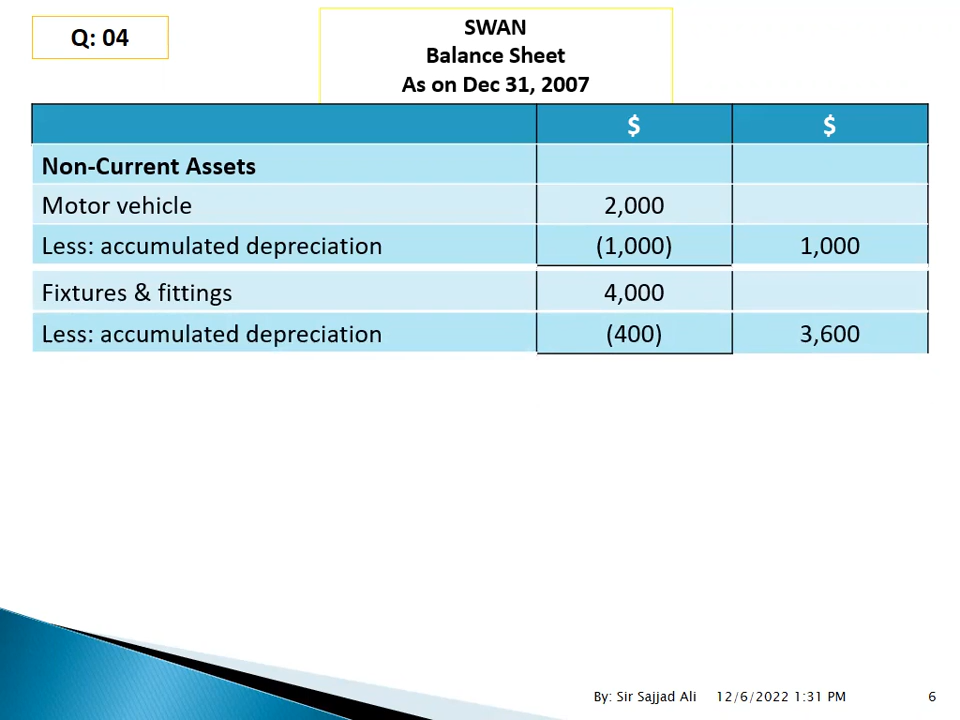 Q: 04
SWAN
Balance Sheet
As on Dec 31, 2007
$ $
Non-Current Assets
Motor vehicle 2,000
Less: accumulated depreciation (1,000) 1,000
Fixtures & fittings 4,000
Less: accumulated depreciation (400) 3,600
By: Sir Sajjad Ali 12/6/2022 1:31 PM 6